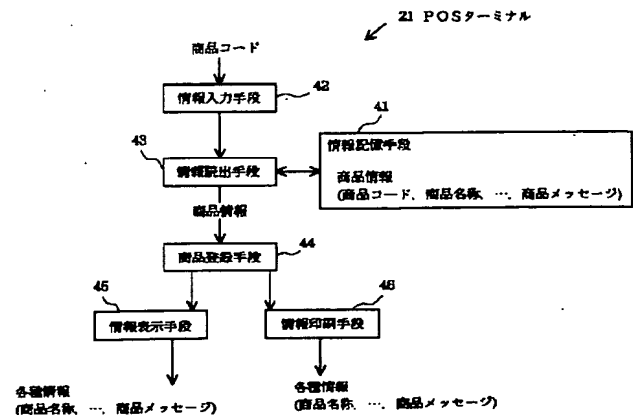 21 POSターミナル
商品コード
情報入力手段
42
41
情報記憶手段
43
情報読出手段
商品情報
(商品コード、商品名称、…、商品メッセージ)
商品情報
商品登録手段
44
45
情報表示手段
46
情報印刷手段
各種情報
(商品名称、…、商品メッセージ)
各種情報
(商品名称、…、商品メッセージ)